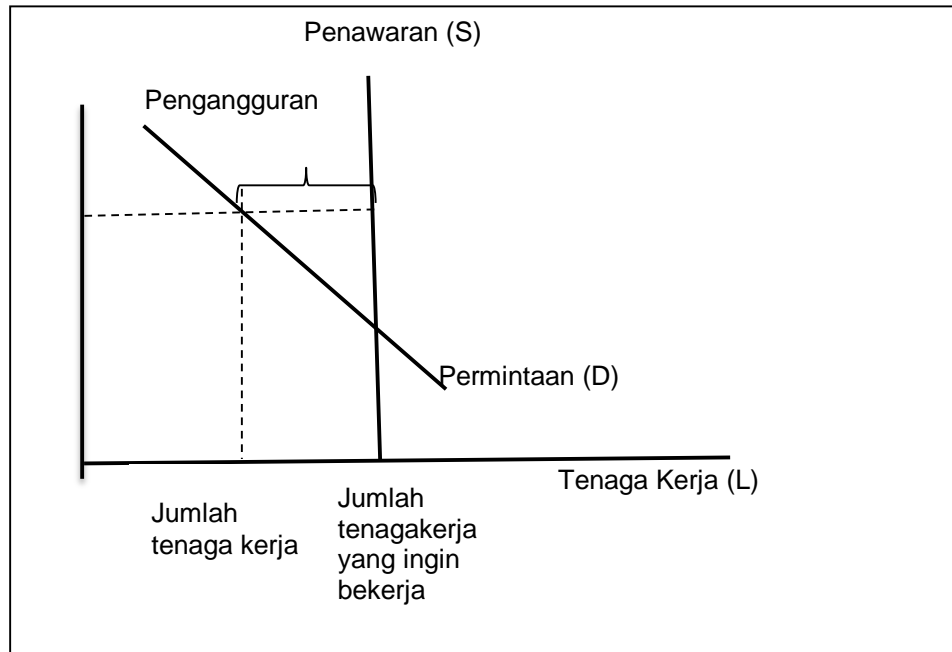 Penawaran (S)
Pengangguran
Permintaan (D)
Tenaga Kerja (L)
Jumlah
tenaga kerja
Jumlah
tenagakerja
yang ingin
bekerja